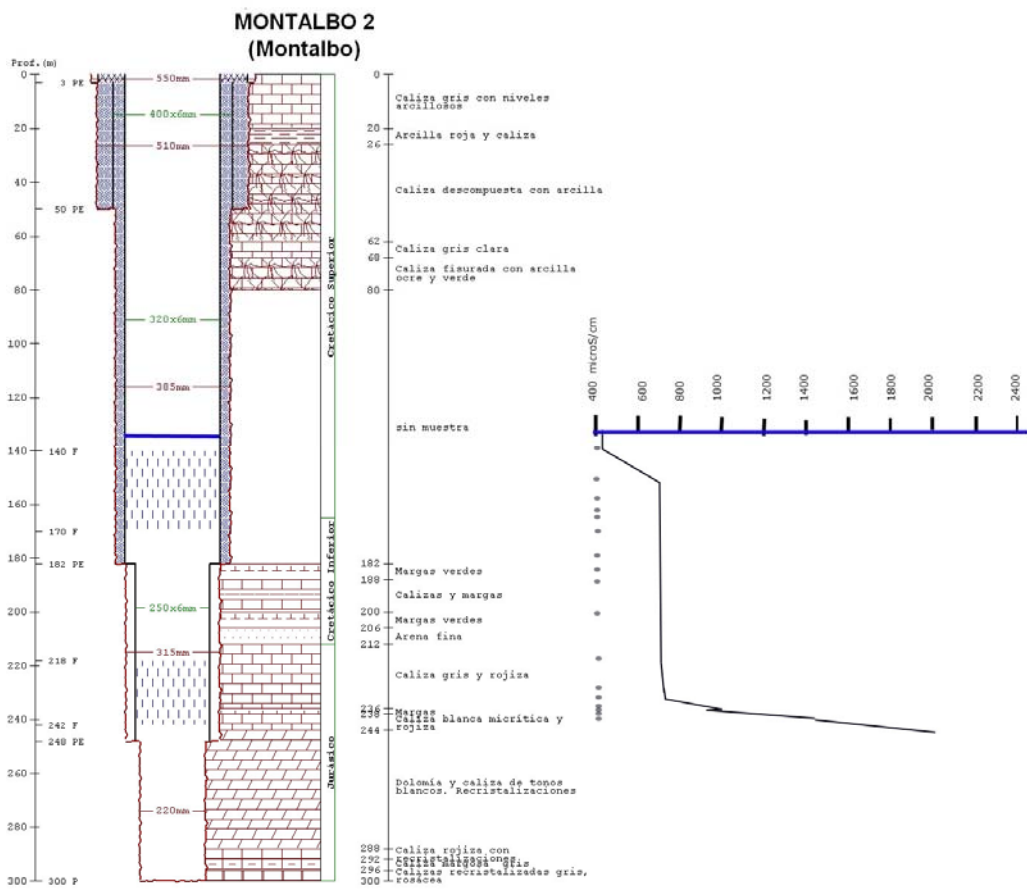 MONTALBO 2
(Montalbo)
Prof.(m)
0
3 PE
20
40
50 PE
60
80
100
120
140
140 F
160
170 F
180
182 PE
200
218 F
220
240
242 F
248 PE
260
280
300
300 P
550mm
400x6mm
510mm
320x6mm
385mm
250x6mm
315mm
220mm
Cretácico Superior
Cretácico Inferior
Jurásico
0
Caliza gris con niveles
arcillosos
20
Arcilla roja y caliza
26
Caliza descompuesta con arcilla
62
Caliza gris clara
68
Caliza fisurada con arcilla
ocre y verde
80
sin muestra
182
Margas verdes
188
Calizas y margas
200
Margas verdes
206
Arena fina
212
Caliza gris y rojiza
236
Margas
238
Caliza blanca micrítica y
rojiza
244
Dolomía y caliza de tonos
blancos. Recristalizaciones
288
Caliza rojiza con
recristalizaciones
292
Caliza margosa gris
296
Calizas recristalizadas gris,
rosácea
300
microS/cm
400
600
800
1000
1200
1400
1600
1800
2000
2200
2400